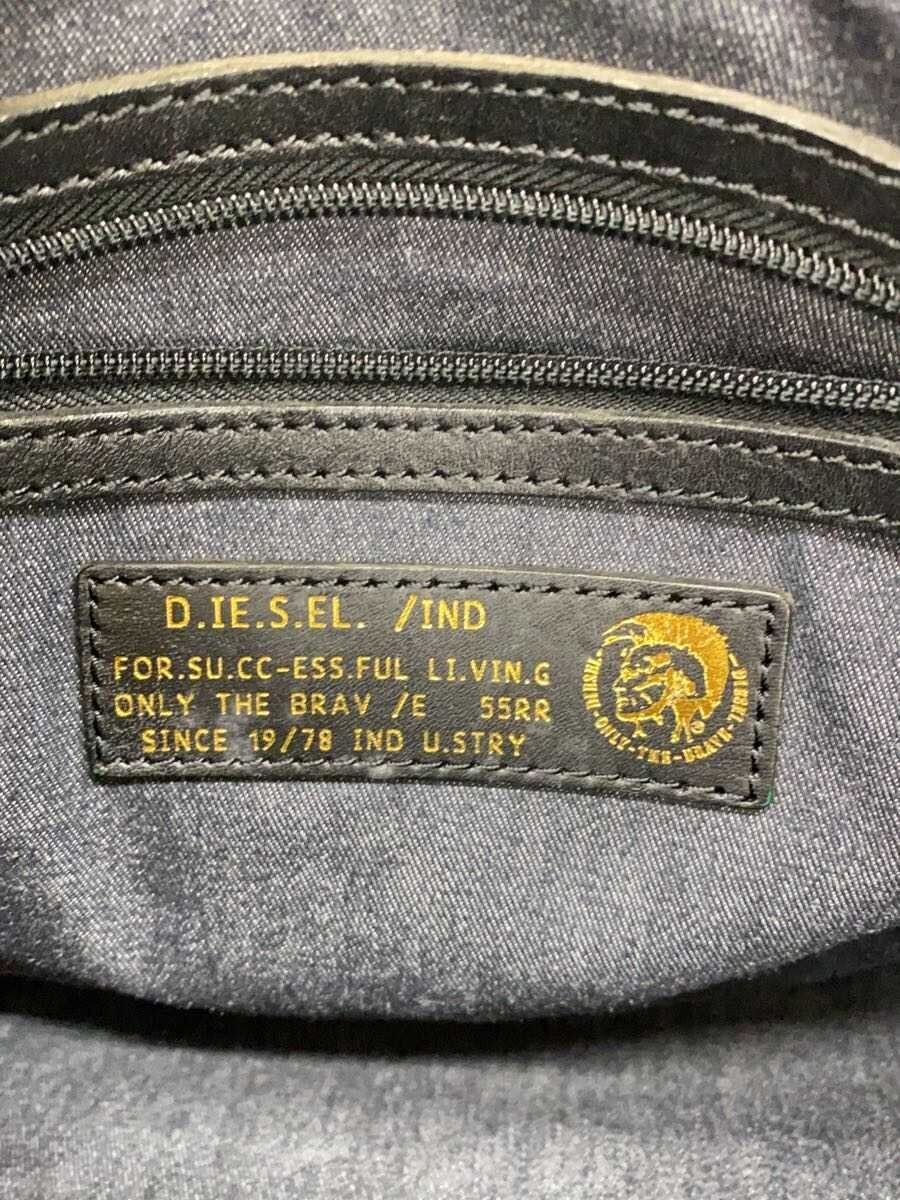 D.IE.S.EL. /IND
FOR.SU.CC-ESS.FUL LI.VIN.G
ONLY THE BRAV /E 55RR
SINCE 19/78 IND U.STRY
DIESEL-INDUSTRY-ONLY-THE-BRAVE-